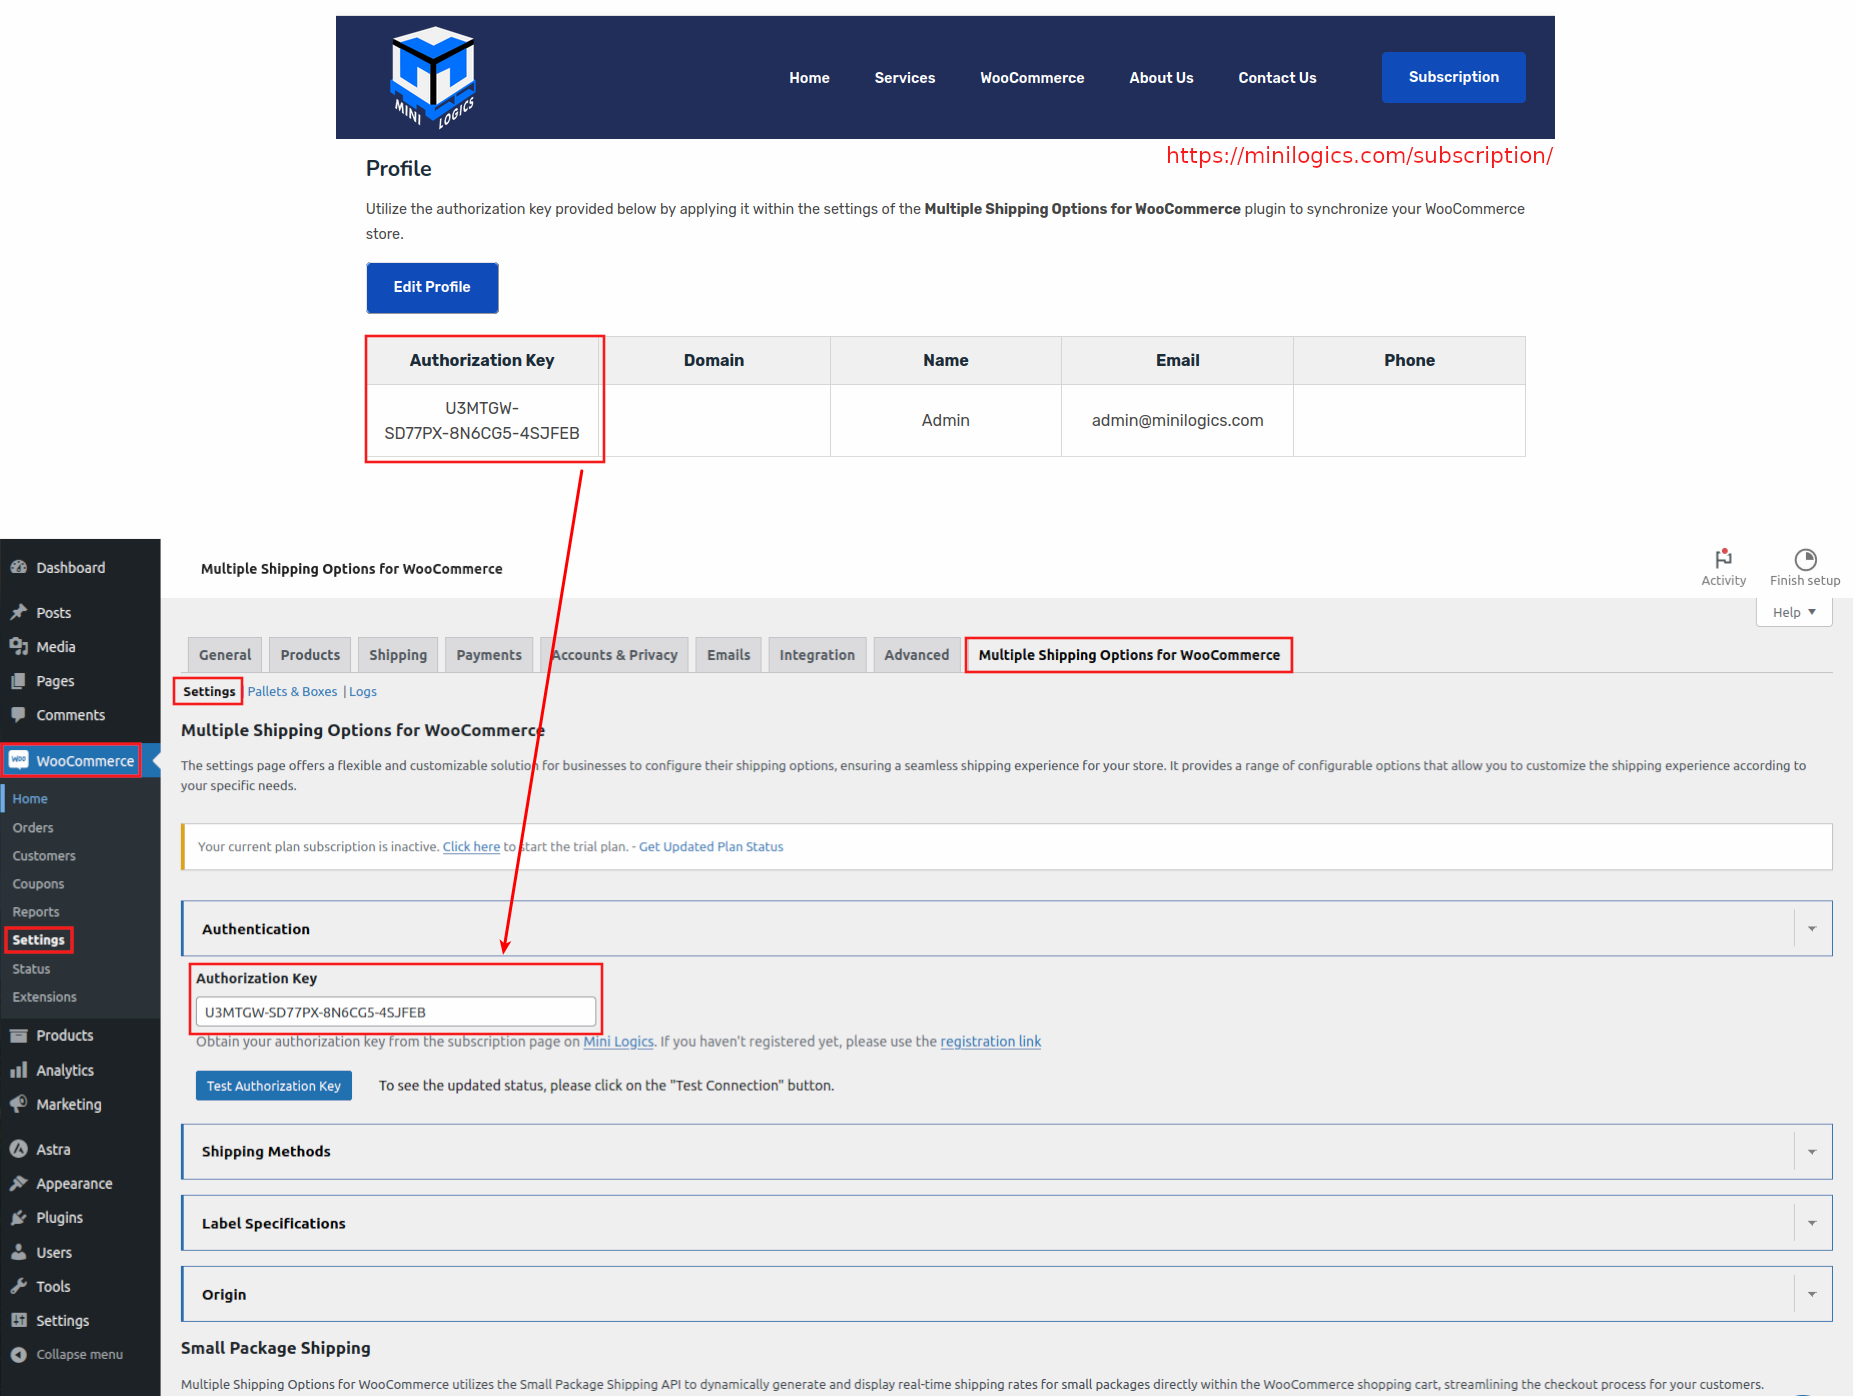 MINI LOGICS
Home Services WooCommerce About Us Contact Us Subscription
https://minilogics.com/subscription/
Profile
Utilize the authorization key provided below by applying it within the settings of the Multiple Shipping Options for WooCommerce plugin to synchronize your WooCommerce
store.
Edit Profile
Authorization Key Domain Name Email Phone
U3MTGW-
SD77PX-8N6CG5-4SJFEB
Admin admin@minilogics.com
Dashboard
Posts
Media
Pages
Comments
WooCommerce
Home
Orders
Customers
Coupons
Reports
Settings
Status
Extensions
Products
Analytics
Marketing
Astra
Appearance
Plugins
Users
Tools
Settings
Collapse menu
Multiple Shipping Options for WooCommerce
Activity Finish setup
Help
General Products Shipping Payments Accounts & Privacy Emails Integration Advanced Multiple Shipping Options for WooCommerce
Settings Pallets & Boxes | Logs
Multiple Shipping Options for WooCommerce
The settings page offers a flexible and customizable solution for businesses to configure their shipping options, ensuring a seamless shipping experience for your store. It provides a range of configurable options that allow you to customize the shipping experience according to
your specific needs.
Your current plan subscription is inactive. Click here to start the trial plan. - Get Updated Plan Status
Authentication
Authorization Key
U3MTGW-SD77PX-8N6CG5-4SJFEB
Obtain your authorization key from the subscription page on Mini Logics. If you haven't registered yet, please use the registration link
Test Authorization Key To see the updated status, please click on the "Test Connection" button.
Shipping Methods
Label Specifications
Origin
Small Package Shipping
Multiple Shipping Options for WooCommerce utilizes the Small Package Shipping API to dynamically generate and display real-time shipping rates for small packages directly within the WooCommerce shopping cart, streamlining the checkout process for your customers.